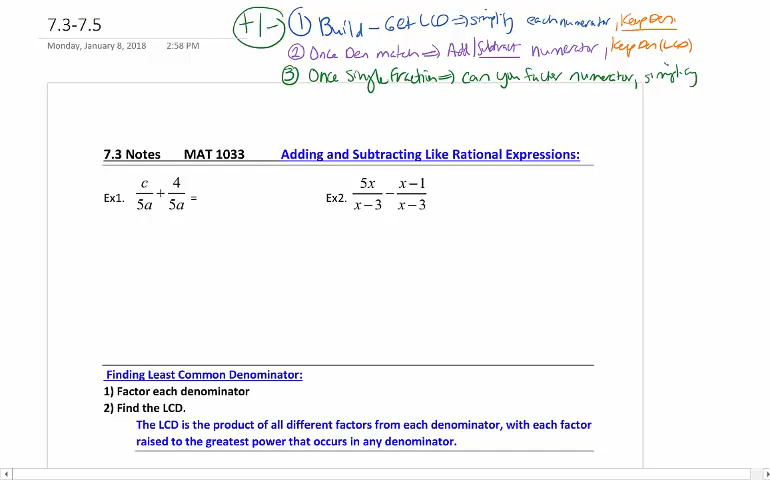 7.3-7.5
Monday, January 8, 2018 2:58 PM
+/- ① Build - Get LCD ⇒ simplify each numerator, Keep Den.
② Once Den match ⇒ Add/Subtract numerator, Keep Den (LCD)
③ Once Single Fraction ⇒ can you factor numerator, simplify
7.3 Notes MAT 1033 Adding and Subtracting Like Rational Expressions:
Ex1. c/5a + 4/5a = Ex2. 5x/x-3 - x-1/x-3
Finding Least Common Denominator:
1) Factor each denominator
2) Find the LCD.
The LCD is the product of all different factors from each denominator, with each factor
raised to the greatest power that occurs in any denominator.